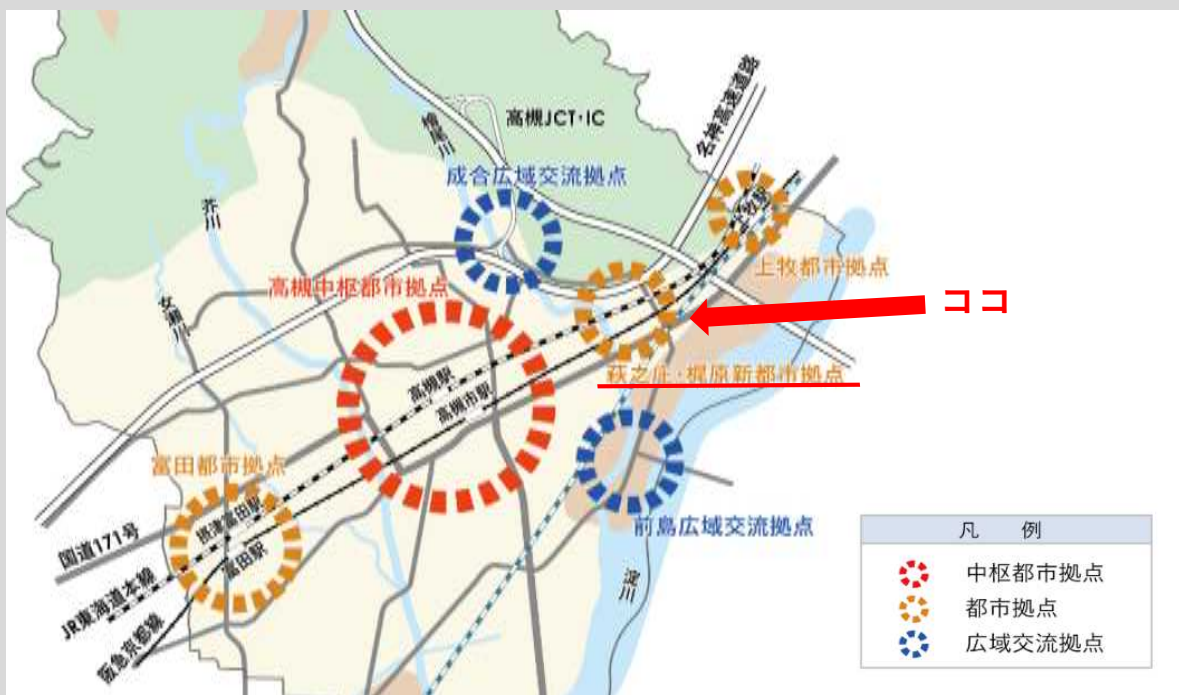 名神高速道路
高槻JCT・IC
檜尾川
成合広域交流拠点
芥川
上牧駅
上牧都市拠点
高槻中枢都市拠点
ココ
女瀬川
萩之庄・梶原新都市拠点
高槻駅
高槻市駅
富田都市拠点
摂津富田駅
富田駅
前島広域交流拠点
国道171号
淀川
JR東海道本線
阪急京都線
凡 例
中枢都市拠点
都市拠点
広域交流拠点